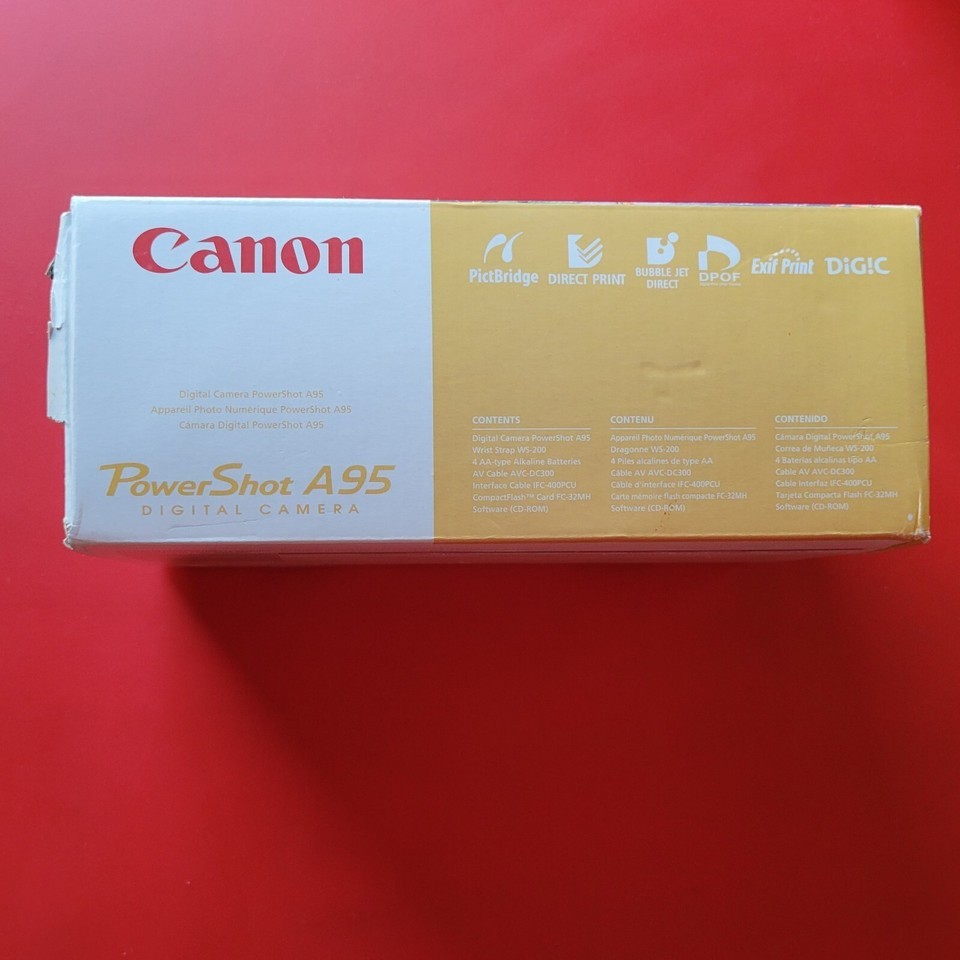 Canon
Digital Camera PowerShot A95
Appareil Photo Numérique PowerShot A95
Cámara Digital PowerShot A95
PowerShot A95
DIGITAL CAMERA
PictBridge
DIRECT PRINT
BUBBLE JET
DIRECT
DPOF
Exif Print
DiG!C
CONTENTS
Digital Camera PowerShot A95
Wrist Strap WS-200
4 AA-type Alkaline Batteries
AV Cable AVC-DC300
Interface Cable IFC-400PCU
CompactFlash™ Card FC-32MH
Software (CD-ROM)
CONTENU
Appareil Photo Numérique PowerShot A95
Dragonne WS-200
4 Piles alcalines de type AA
Câble AV AVC-DC300
Câble d'interface IFC-400PCU
Carte mémoire flash compacte FC-32MH
Software (CD-ROM)
CONTENIDO
Cámara Digital PowerShot A95
Correa de Muñeca WS-200
4 Baterías alcalinas tipo AA
Cable AV AVC-DC300
Cable interfaz IFC-400PCU
Tarjeta Compacta Flash FC-32MH
Software (CD-ROM)